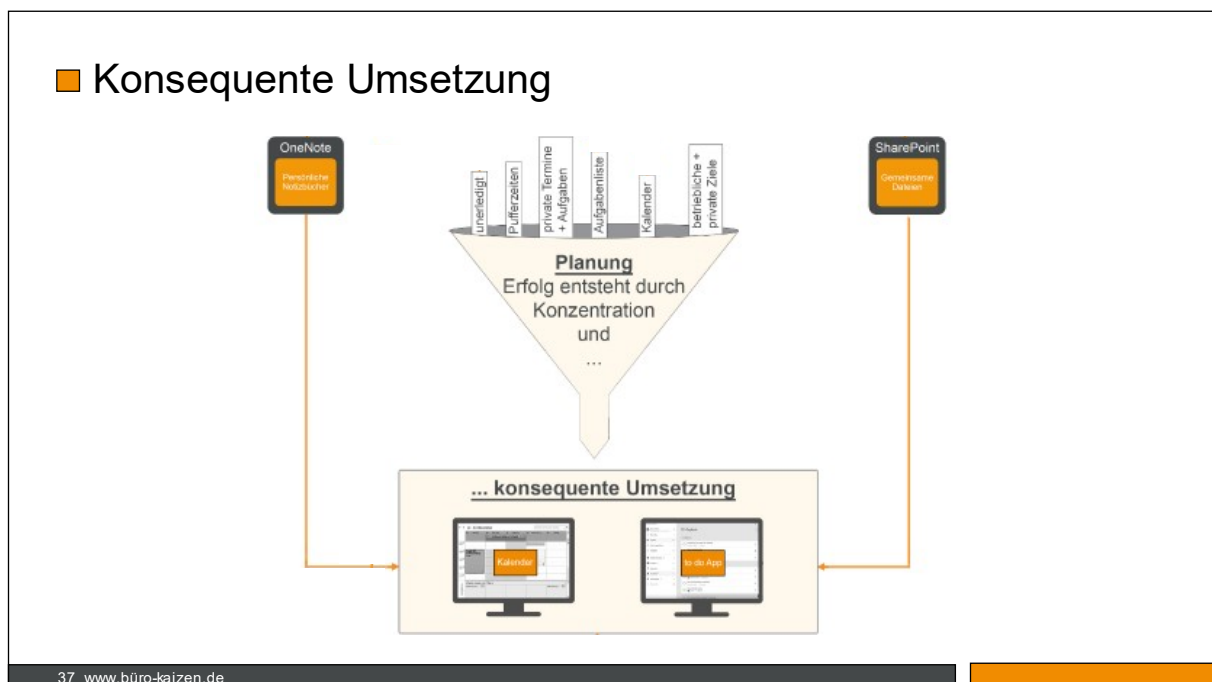 Konsequente Umsetzung
OneNote
Persönliche
Notizbücher
unerledigt
Pufferzeiten
private Termine
+ Aufgaben
Aufgabenliste
Kalender
betriebliche +
private Ziele
SharePoint
Gemeinsame
Dateien
Planung
Erfolg entsteht durch
Konzentration
und
...
... konsequente Umsetzung
Kalender
to-do App
37 www.büro-kaizen.de